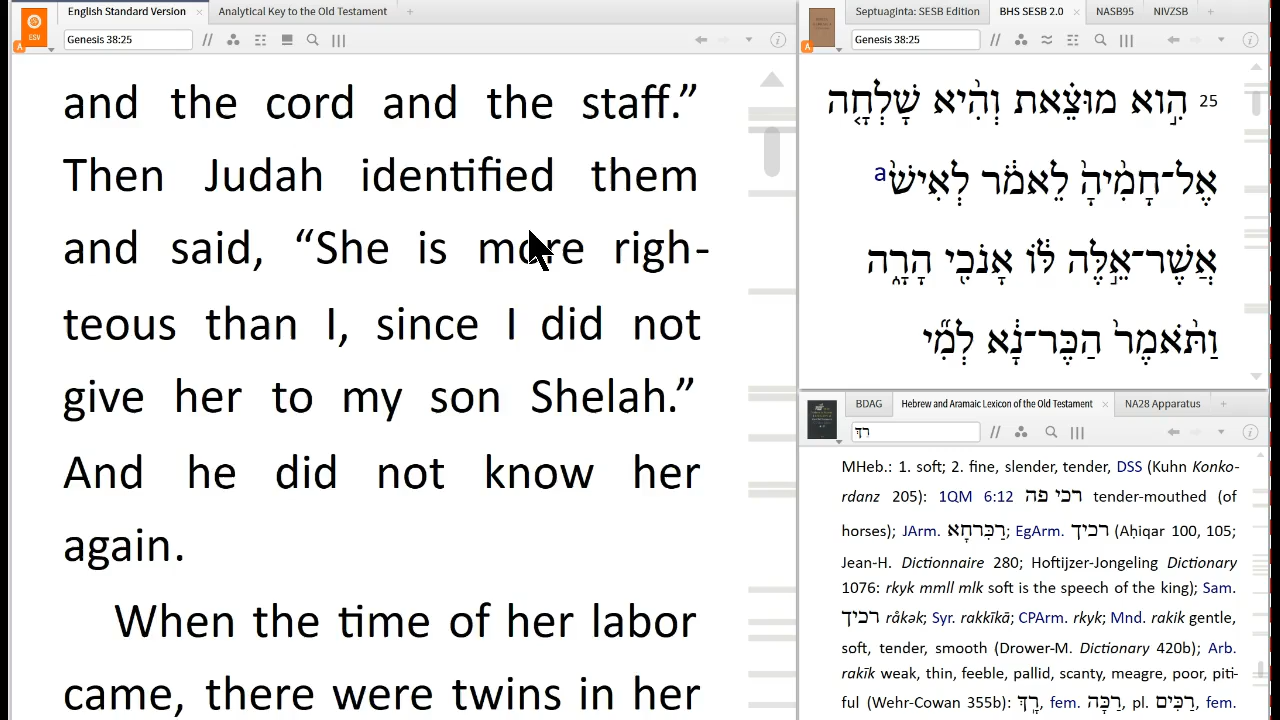 English Standard Version
Analytical Key to the Old Testament
Genesis 38:25
and the cord and the staff.”
Then Judah identified them
and said, “She is more righ-
teous than I, since I did not
give her to my son Shelah.”
And he did not know her
again.
When the time of her labor
came, there were twins in her
Septuaginta: SESB Edition
BHS SESB 2.0
NASB95
NIVZSB
Genesis 38:25
25 הִ֣וא מוּצֵ֗את וְהִ֨יא שָׁלְחָ֤ה
אֶל־חָמִ֙יהָ֙ לֵאמֹ֔ר לְאִישׁ֙ a
אֲשֶׁר־אֵ֣לֶּה לּ֔וֹ אָנֹכִ֖י הָרָ֑ה
וַתֹּ֙אמֶר֙ הַכֶּר־נָ֔א לְמִ֞י
BDAG
Hebrew and Aramaic Lexicon of the Old Testament
NA28 Apparatus
רַךְ
MHeb.: 1. soft; 2. fine, slender, tender, DSS (Kuhn Konko-
rdanz 205): 1QM 6:12 רכי פה tender-mouthed (of
horses); JArm. רַכִּרחָא; EgArm. רכיך (Aḥiqar 100, 105;
Jean-H. Dictionnaire 280; Hoftijzer-Jongeling Dictionary
1076: rkyk mmll mlk soft is the speech of the king); Sam.
רכיך råkək; Syr. rakkīkā; CPArm. rkyk; Mnd. rakik gentle,
soft, tender, smooth (Drower-M. Dictionary 420b); Arb.
rakīk weak, thin, feeble, pallid, scanty, meagre, poor, piti-
ful (Wehr-Cowan 355b): רָךְ, fem. רַכָּה, pl. רַכִּים, fem.